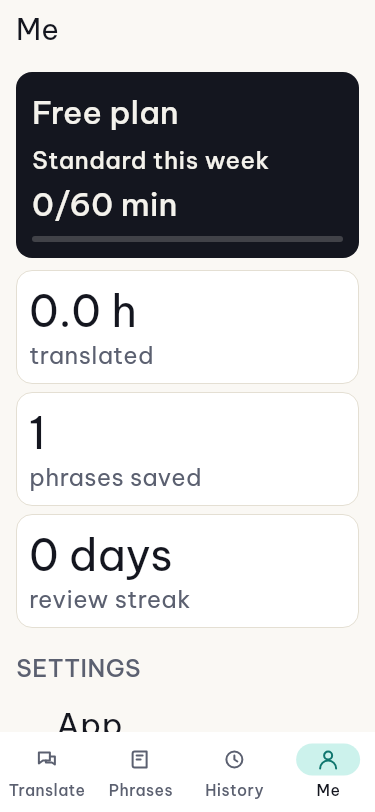 Me
Free plan
Standard this week
0/60 min
0.0 h
translated
1
phrases saved
0 days
review streak
SETTINGS
App
Translate
Phrases
History
Me